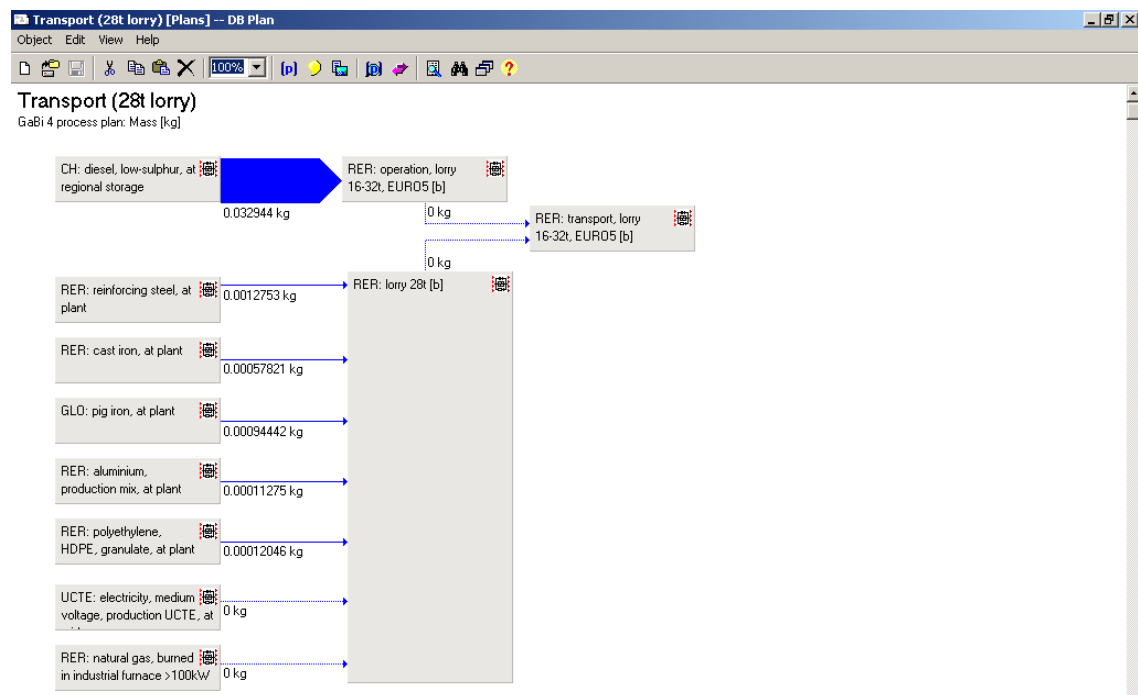 Transport (28t lorry) [Plans] -- DB Plan
Object Edit View Help
100%
(p)
?
Transport (28t lorry)
GaBi 4 process plan: Mass [kg]
CH: diesel, low-sulphur, at
regional storage
0.032944 kg
RER: operation, lorry
16-32t, EURO5 [b]
0 kg
RER: transport, lorry
16-32t, EURO5 [b]
0 kg
RER: lorry 28t [b]
RER: reinforcing steel, at
plant
0.0012753 kg
RER: cast iron, at plant
0.00057821 kg
GLO: pig iron, at plant
0.00094442 kg
RER: aluminium,
production mix, at plant
0.00011275 kg
RER: polyethylene,
HDPE, granulate, at plant
0.00012046 kg
UCTE: electricity, medium
voltage, production UCTE, at
0 kg
RER: natural gas, burned
in industrial furnace >100kW
0 kg